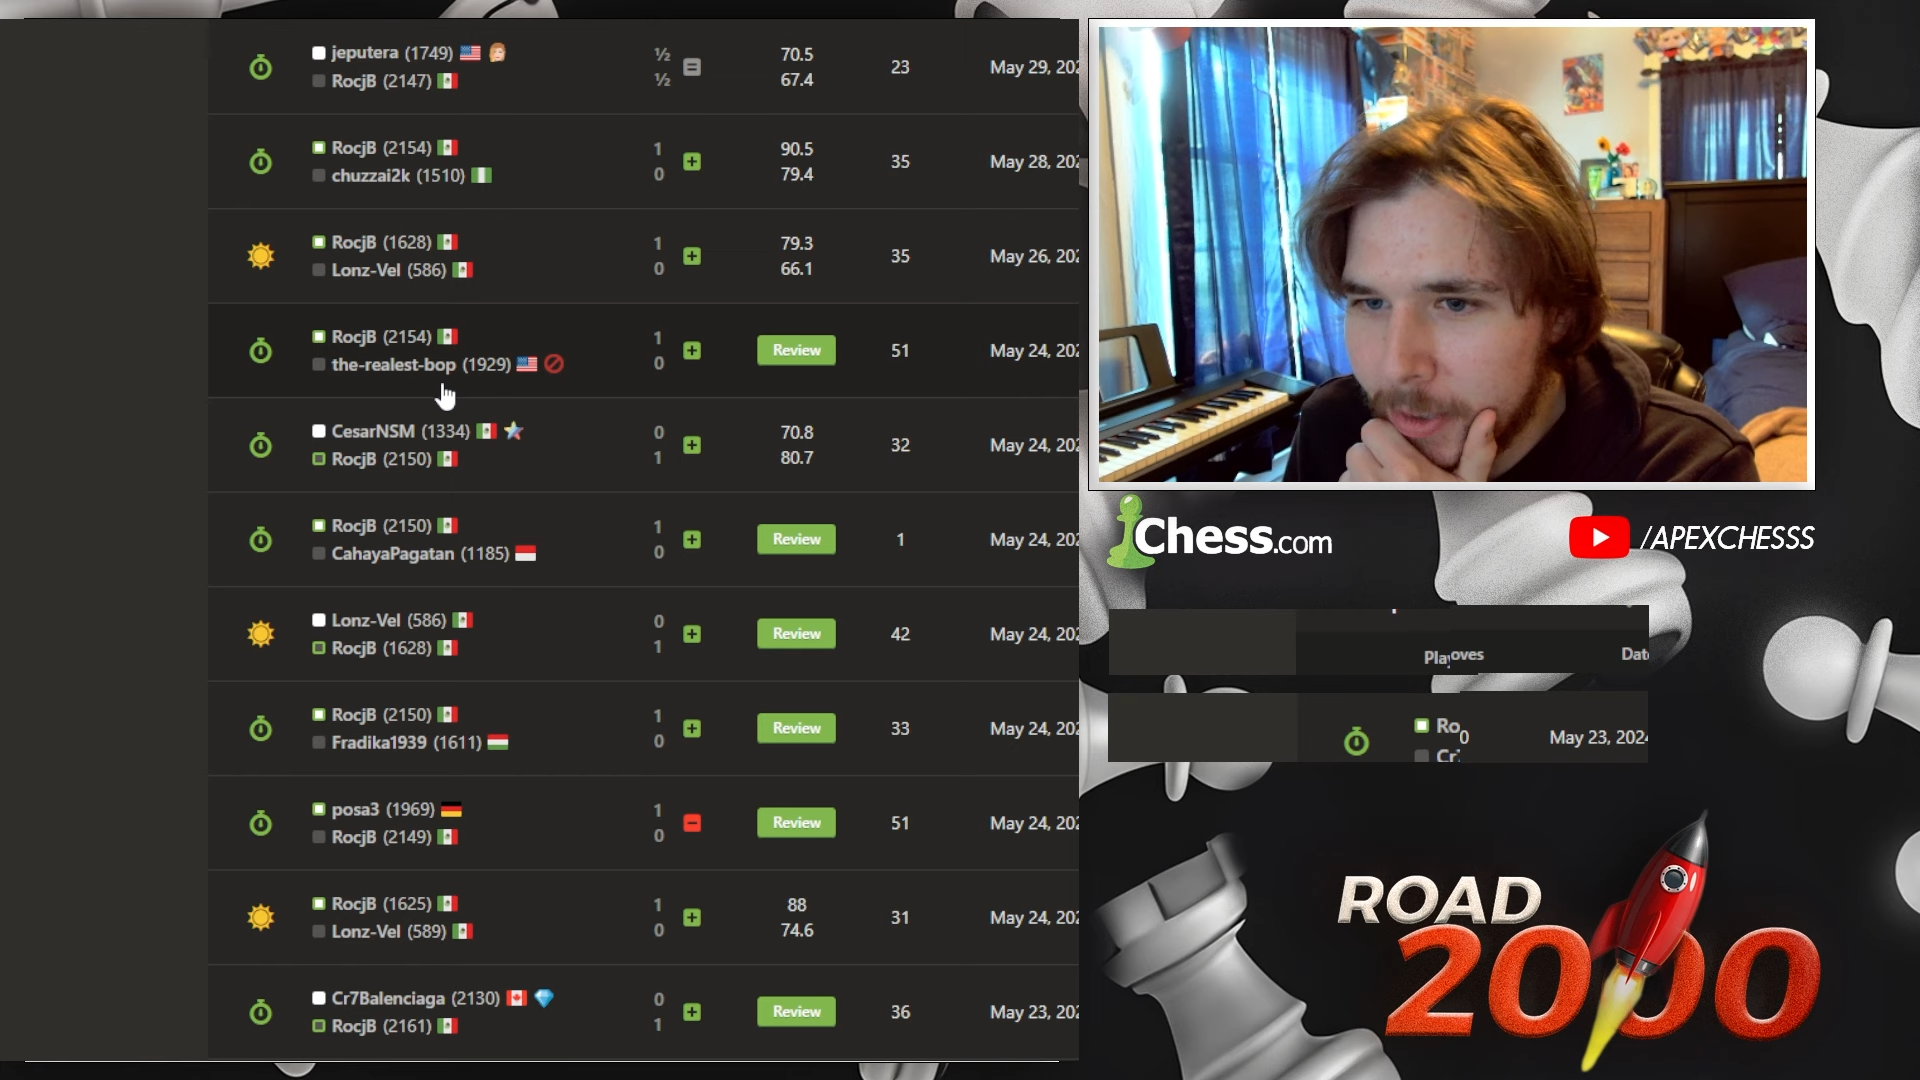 jeputera (1749)
RocjB (2147)
½
½
70.5
67.4
23
May 29, 202
RocjB (2154)
chuzzai2k (1510)
1
0
90.5
79.4
35
May 28, 202
RocjB (1628)
Lonz-Vel (586)
1
0
79.3
66.1
35
May 26, 202
RocjB (2154)
the-realest-bop (1929)
1
0
Review
51
May 24, 202
CesarNSM (1334)
RocjB (2150)
0
1
70.8
80.7
32
May 24, 202
RocjB (2150)
CahayaPagatan (1185)
1
0
Review
1
May 24, 202
Lonz-Vel (586)
RocjB (1628)
0
1
Review
42
May 24, 202
RocjB (2150)
Fradika1939 (1611)
1
0
Review
33
May 24, 202
posa3 (1969)
RocjB (2149)
1
0
Review
51
May 24, 202
RocjB (1625)
Lonz-Vel (589)
1
0
88
74.6
31
May 24, 202
Cr7Balenciaga (2130)
RocjB (2161)
0
1
Review
36
May 23, 202
Chess.com
/APEXCHESSS
Play
oves
Dat
Ro
0
Cr
May 23, 2024
ROAD
2000